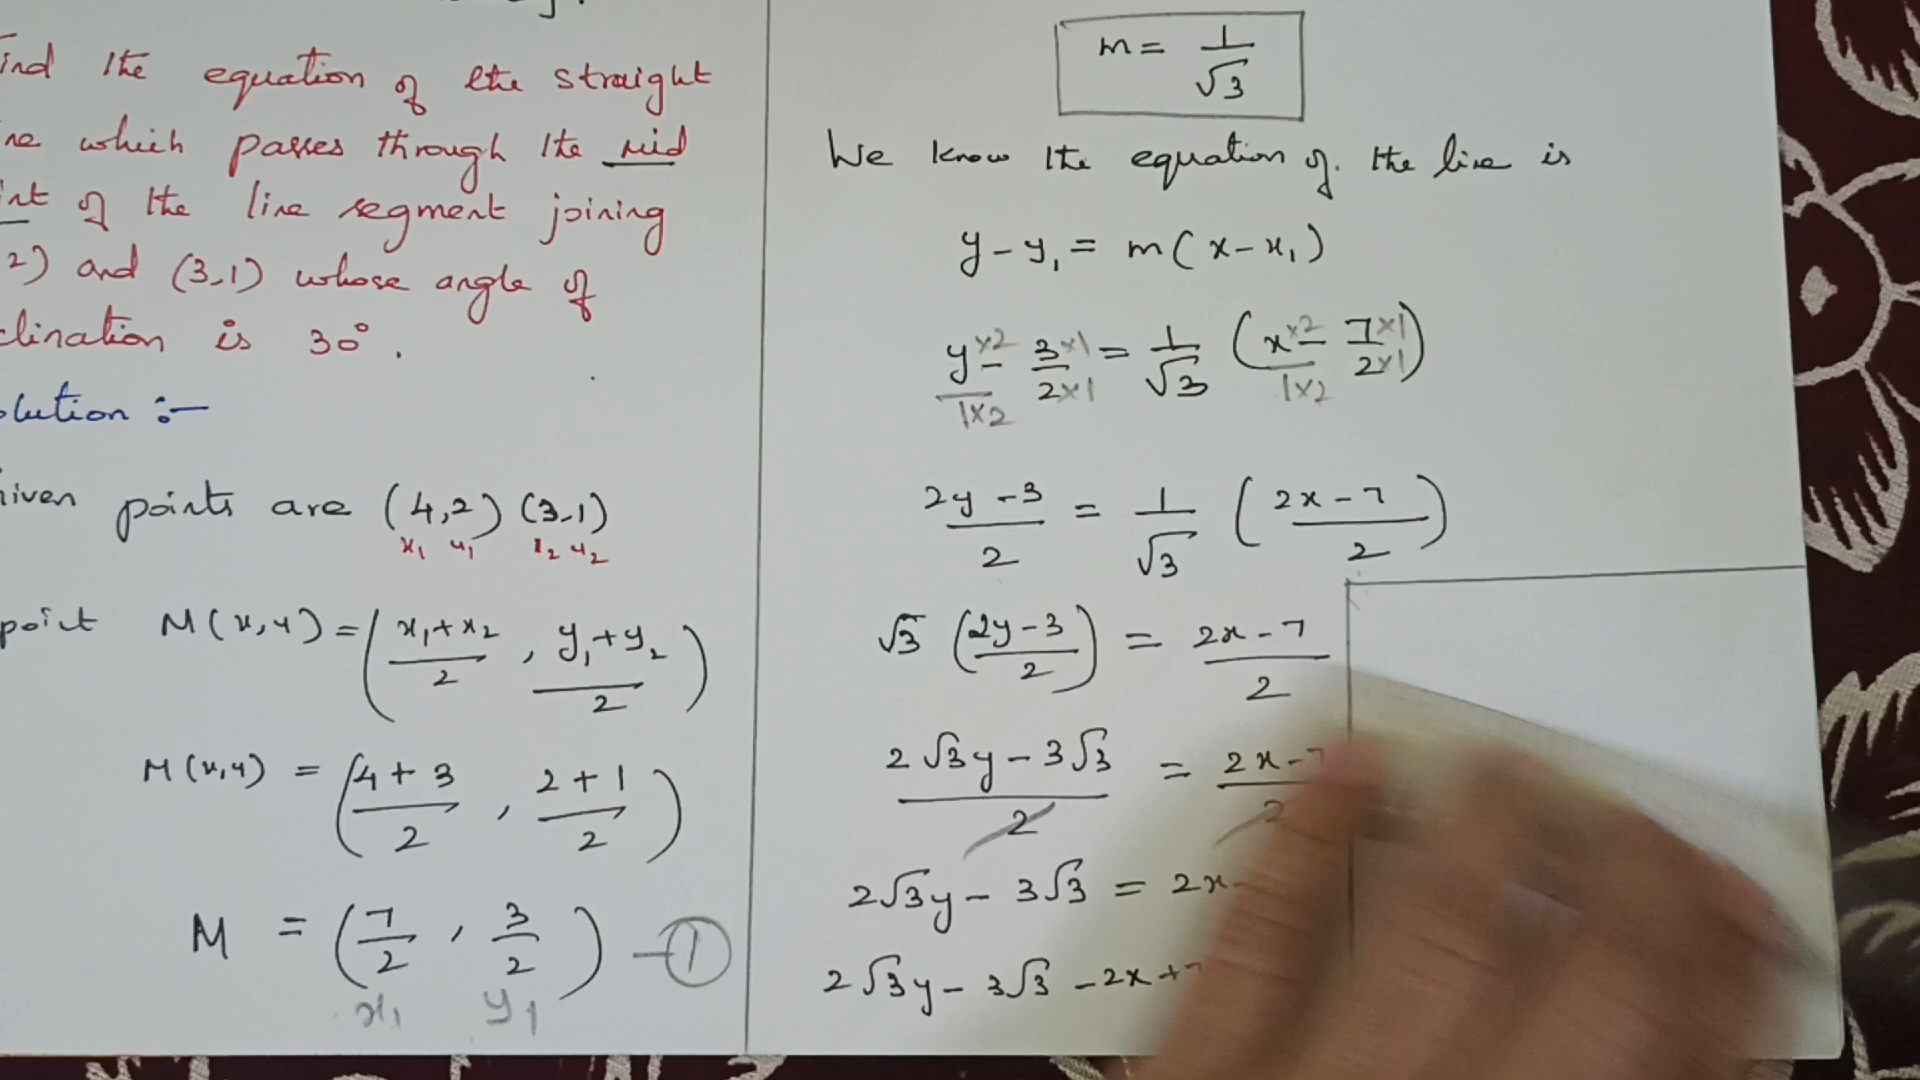 ind the equation of the straight
ne which passes through the mid
int of the line segment joining
2) and (3,1) whose angle of
clination is 30°.
olution :-
iven points are (4,2) (3,1)
x₁ y₁ x₂ y₂
point M(x,y) = ( (x₁+x₂)/2 , (y₁+y₂)/2 )
M(x,y) = ( (4+3)/2 , (2+1)/2 )
M = ( 7/2 , 3/2 ) – ①
x₁ y₁
m = 1/√3
We know the equation of the line is
y - y₁ = m(x - x₁)
y×2/1×2 - 3×1/2×1 = 1/√3 ( x×2/1×2 - 7×1/2×1 )
(2y-3)/2 = 1/√3 ( (2x-7)/2 )
√3 ( (2y-3)/2 ) = (2x-7)/2
(2√3y - 3√3)/2 = (2x-7)/2
2√3y - 3√3 = 2x-
2√3y - 3√3 - 2x+7